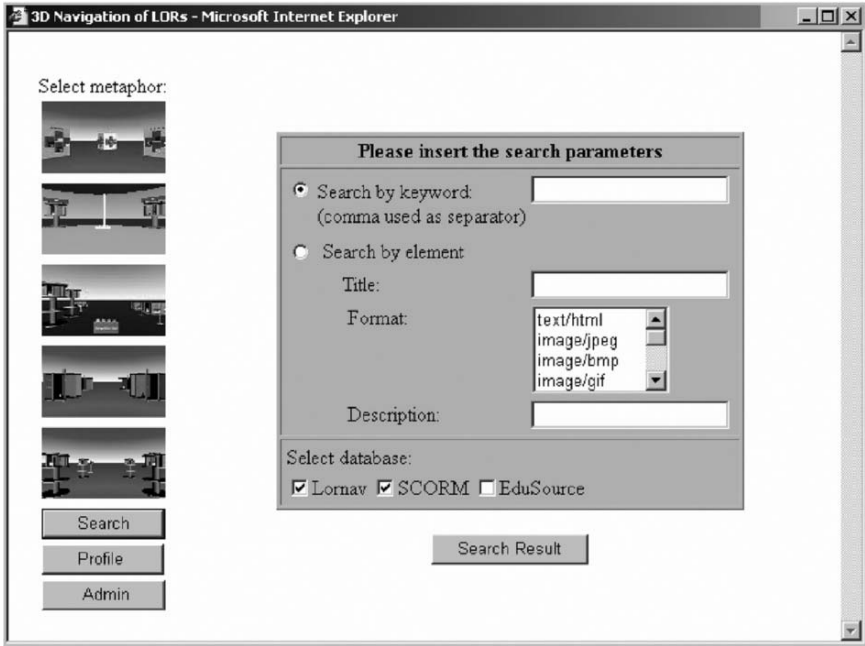 3D Navigation of LORs - Microsoft Internet Explorer
Select metaphor:
Please insert the search parameters
Search by keyword:
(comma used as separator)
Search by element
Title:
Format:
text/html
image/jpeg
image/bmp
image/gif
Description:
Select database:
Lornav SCORM EduSource
Search
Profile
Admin
Search Result